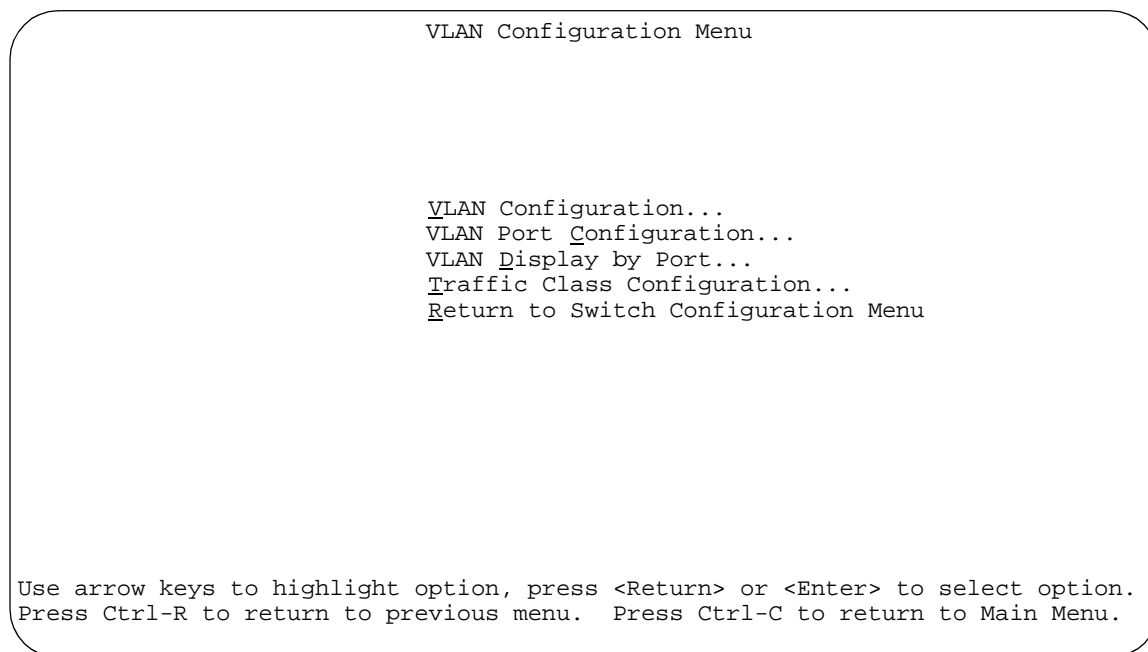 VLAN Configuration Menu
VLAN Configuration...
VLAN Port Configuration...
VLAN Display by Port...
Traffic Class Configuration...
Return to Switch Configuration Menu
Use arrow keys to highlight option, press <Return> or <Enter> to select option.
Press Ctrl-R to return to previous menu. Press Ctrl-C to return to Main Menu.